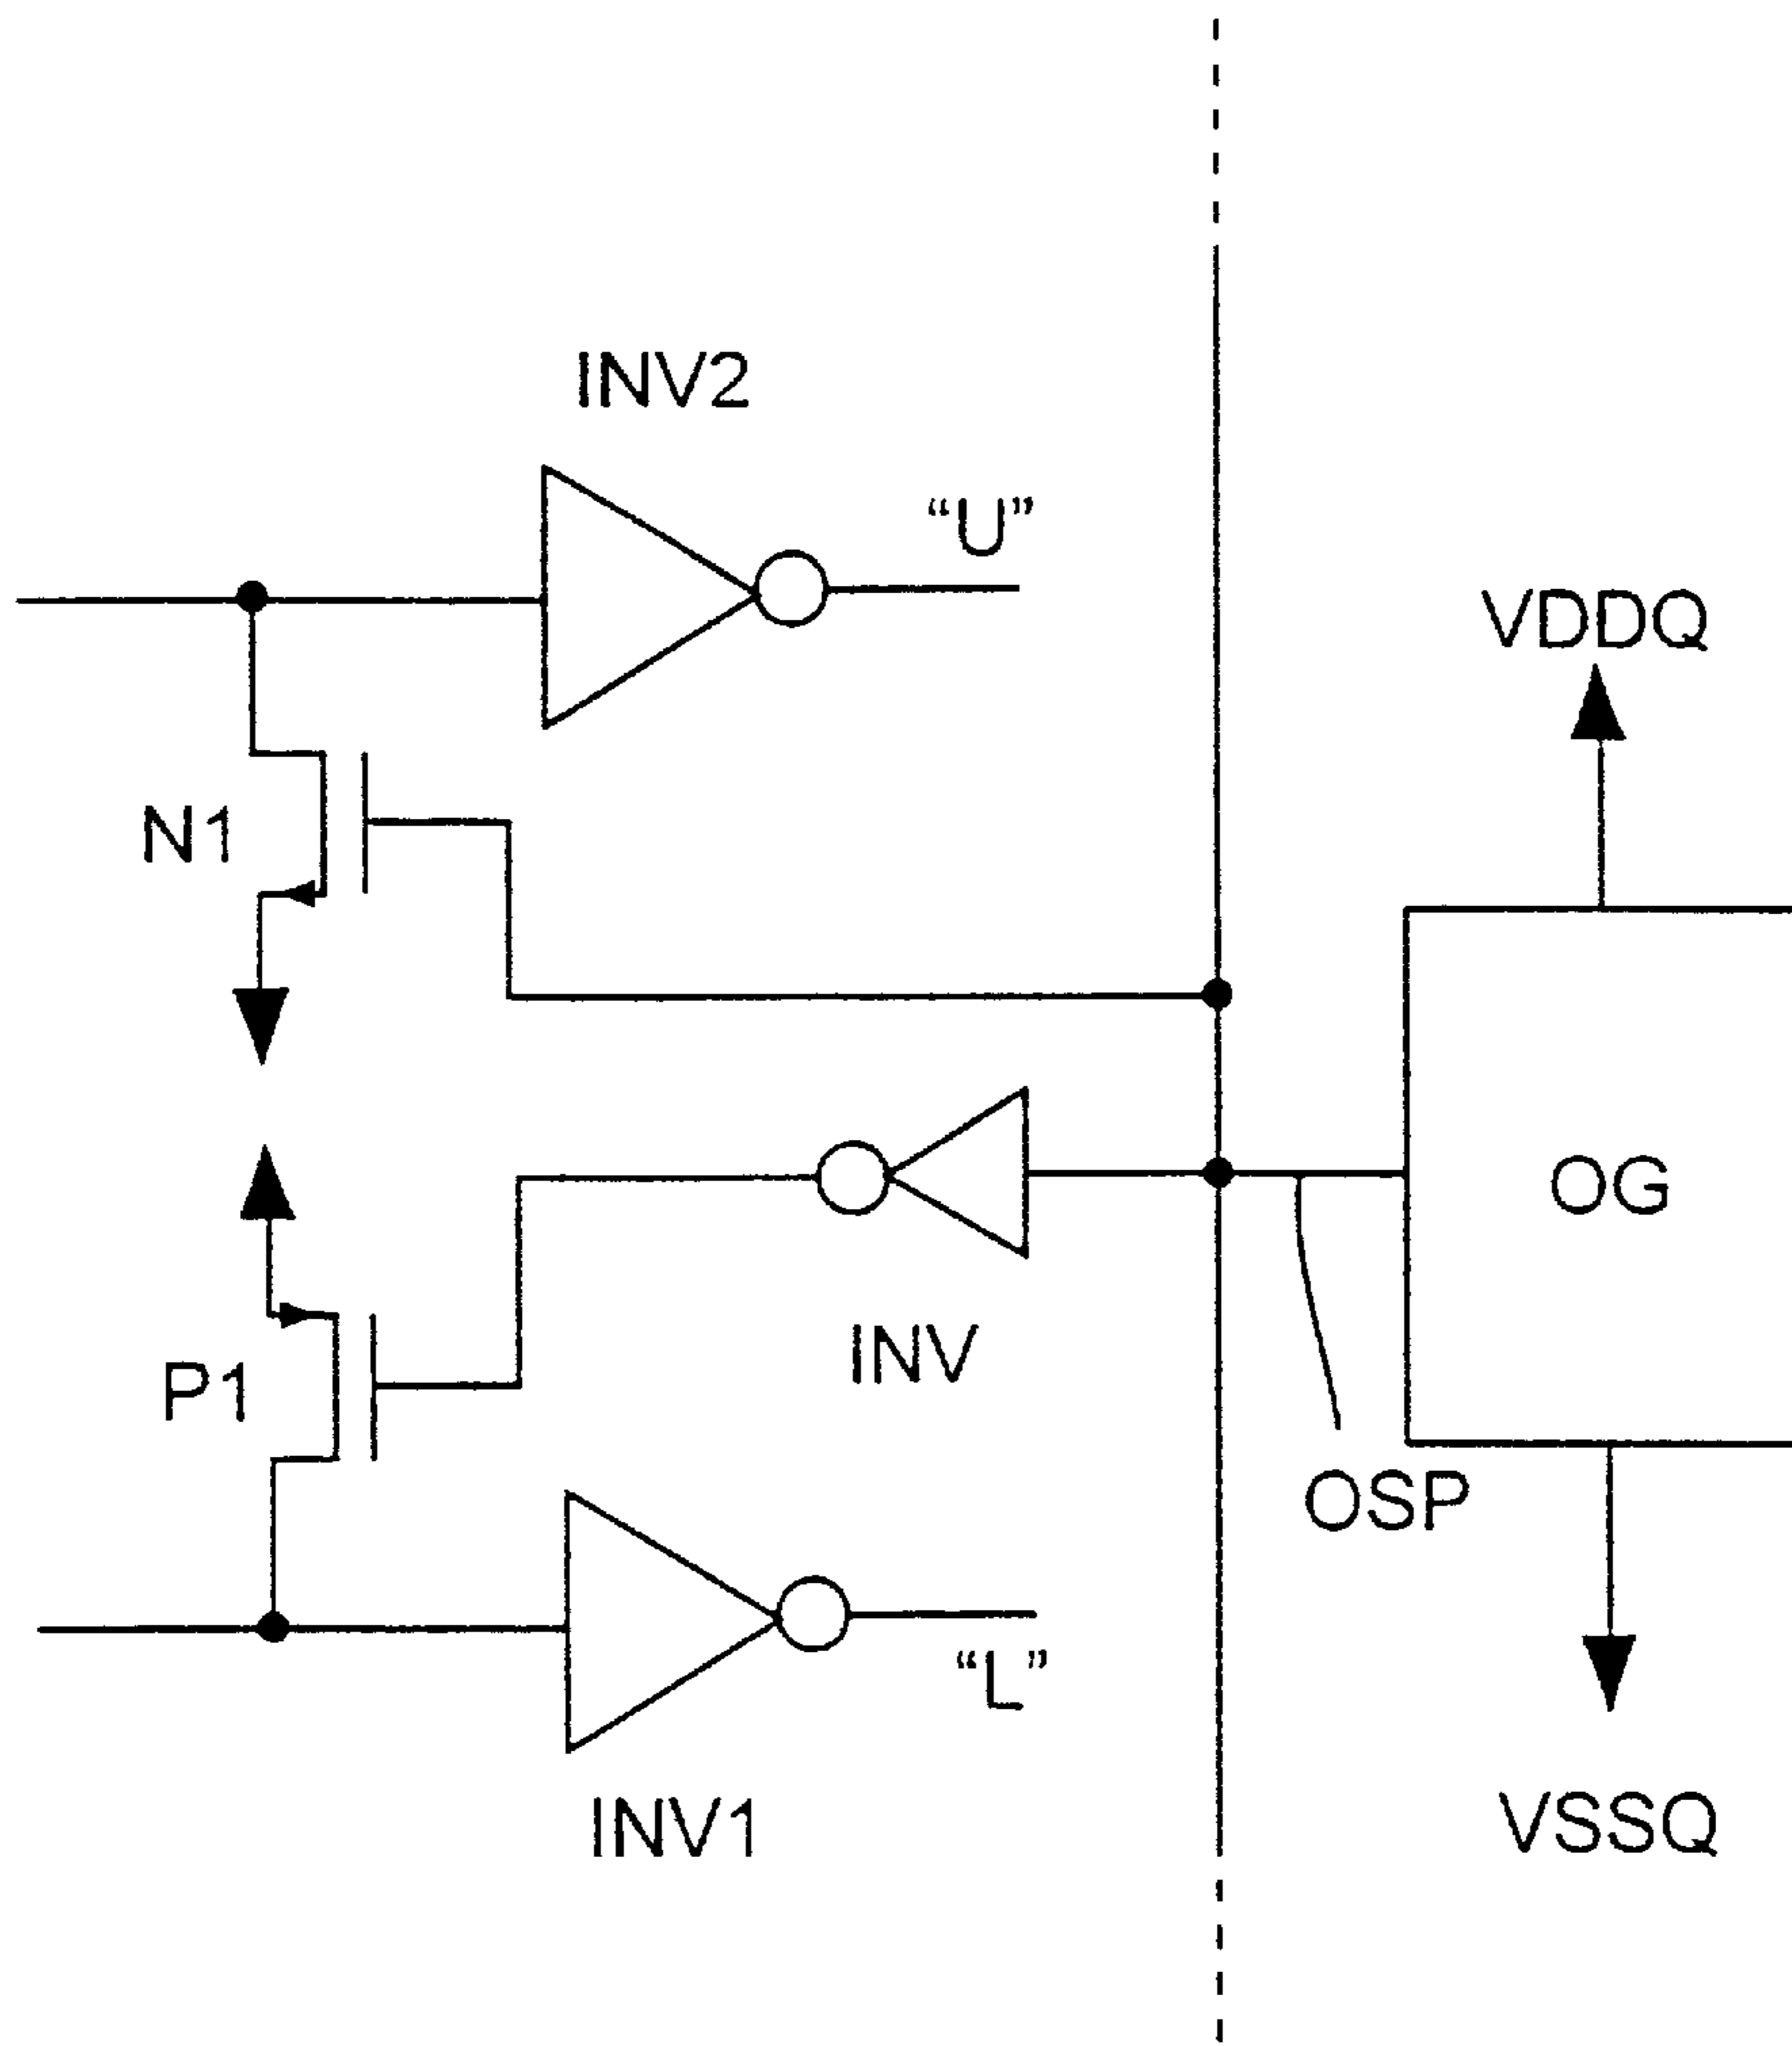 INV2
“U”
VDDQ
N1
OG
INV
P1
OSP
“L”
INV1
VSSQ